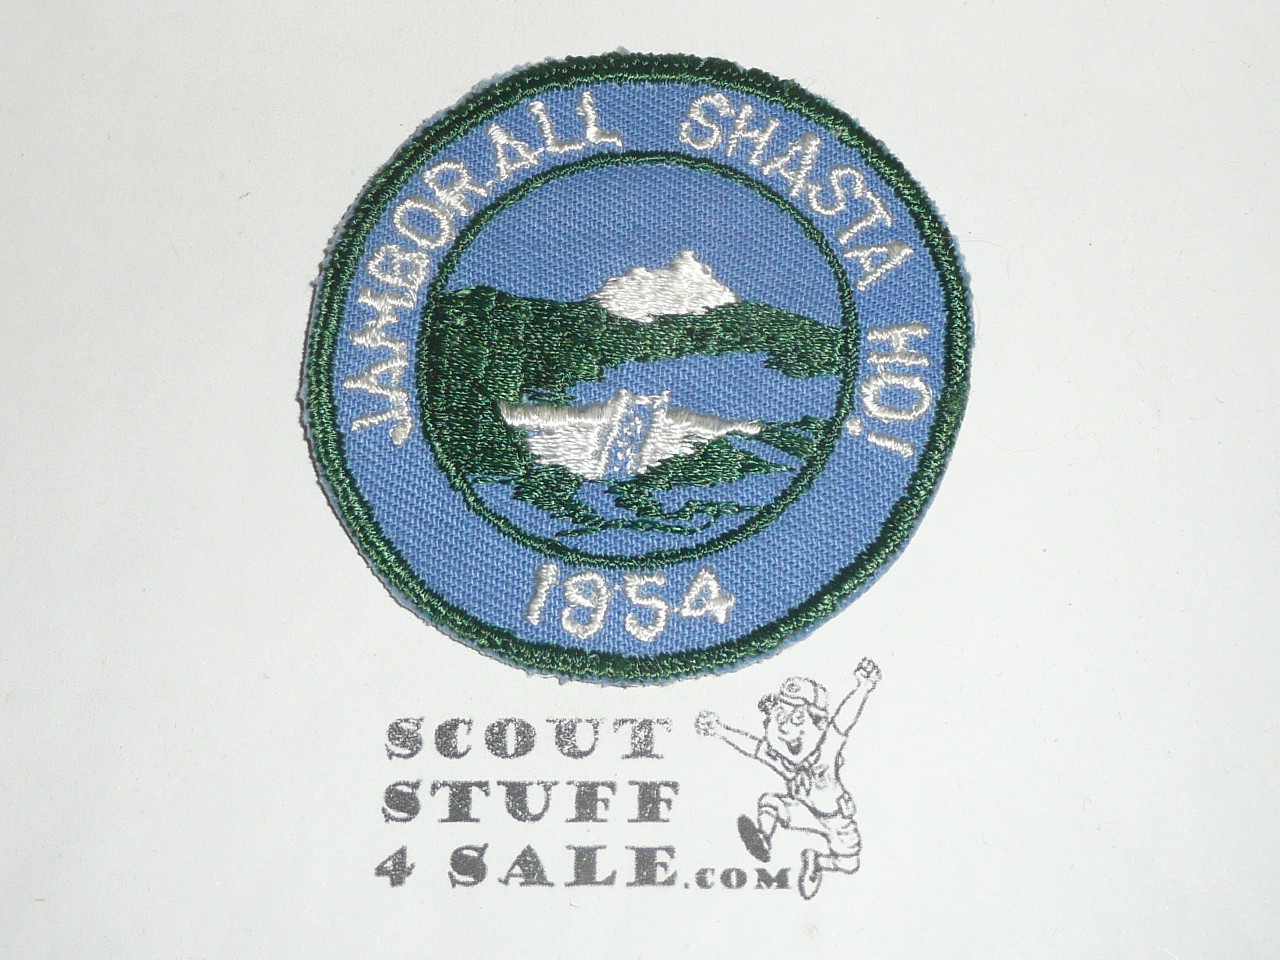 JAMBORALL SHASTA HO!
1954
SCOUT
STUFF
4 SALE.COM